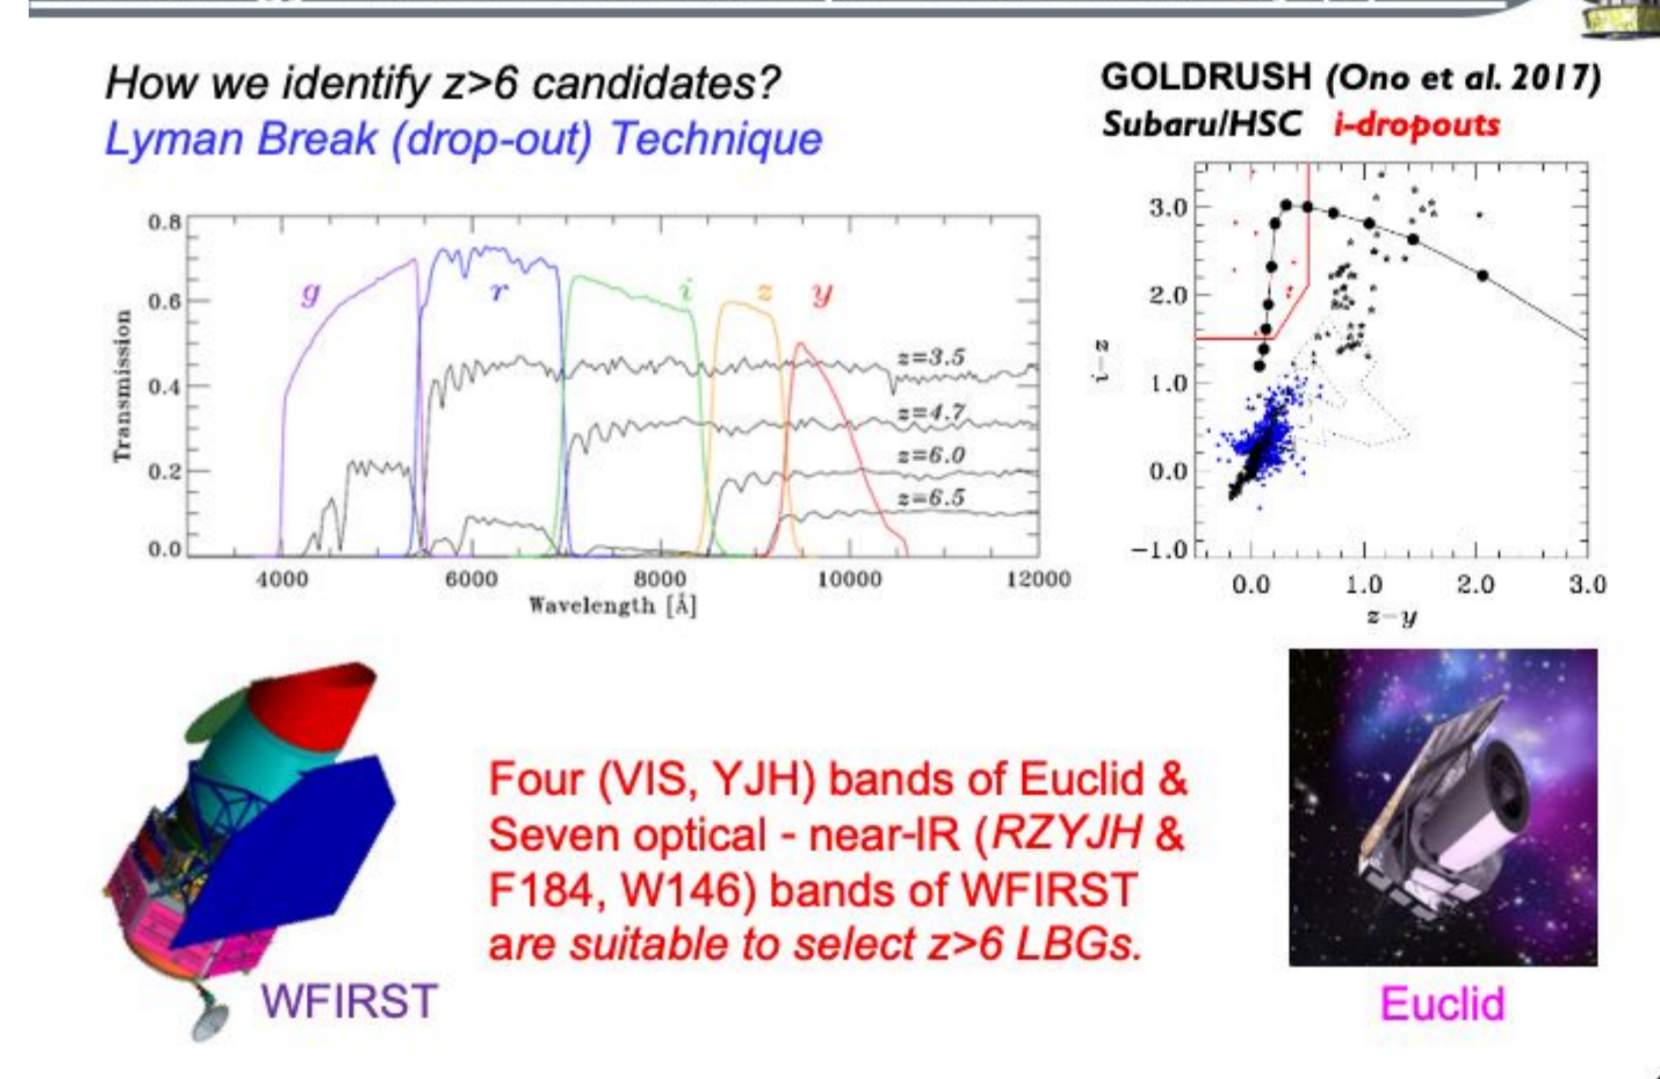 How we identify z>6 candidates?
Lyman Break (drop-out) Technique
GOLDRUSH (Ono et al. 2017)
Subaru/HSC i-dropouts
0.8
0.6
0.4
0.2
0.0
Transmission
g r i z y
z=3.5
z=4.7
z=6.0
z=6.5
4000 6000 8000 10000 12000
Wavelength [Å]
3.0
2.0
1.0
0.0
-1.0
i-z
0.0 1.0 2.0 3.0
z-y
Four (VIS, YJH) bands of Euclid &
Seven optical - near-IR (RZYJH &
F184, W146) bands of WFIRST
are suitable to select z>6 LBGs.
WFIRST
Euclid